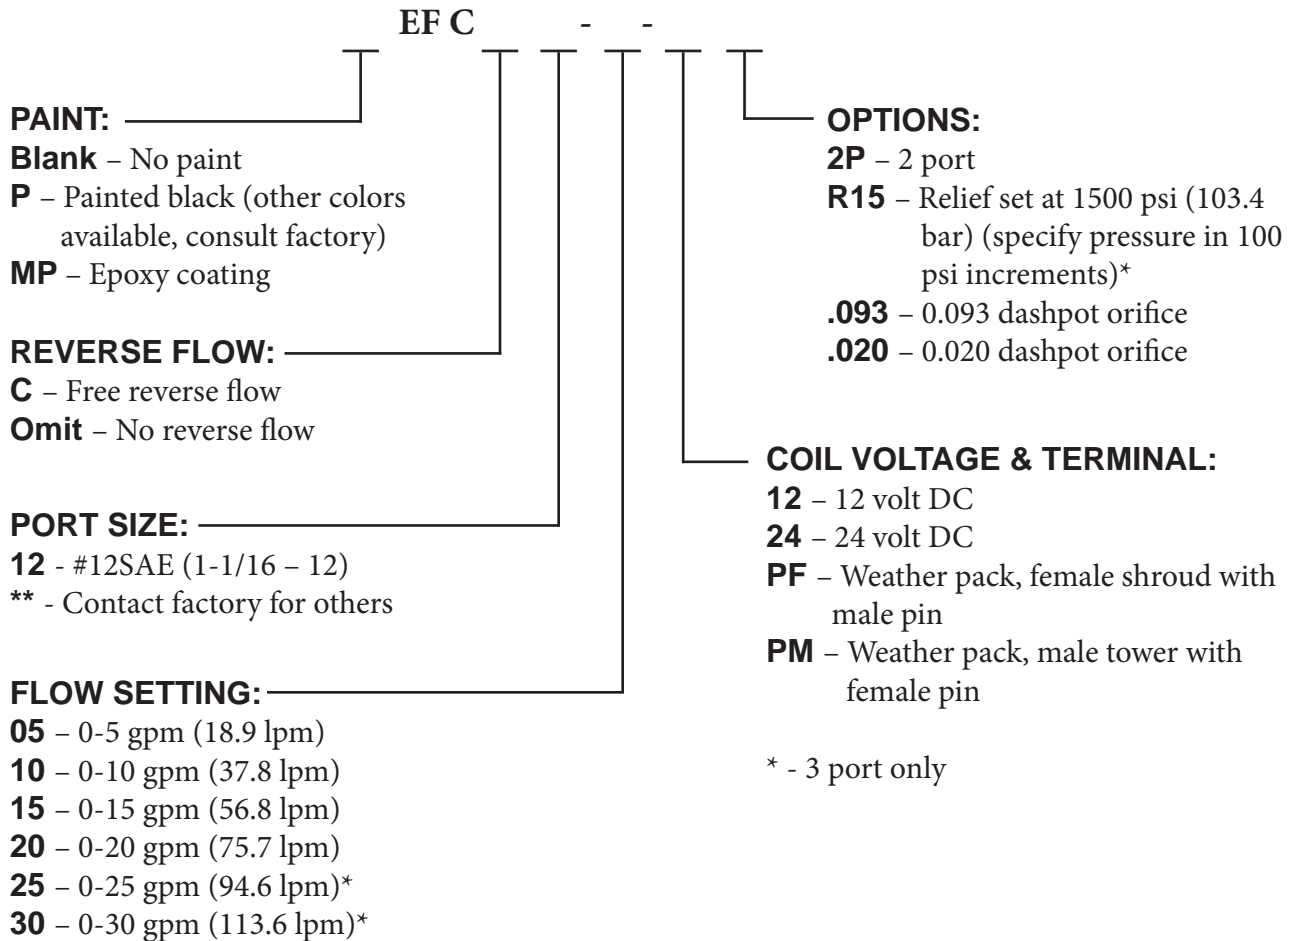 EF C - -
PAINT:
Blank – No paint
P – Painted black (other colors
available, consult factory)
MP – Epoxy coating
REVERSE FLOW:
C – Free reverse flow
Omit – No reverse flow
PORT SIZE:
12 - #12SAE (1-1/16 – 12)
** - Contact factory for others
FLOW SETTING:
05 – 0-5 gpm (18.9 lpm)
10 – 0-10 gpm (37.8 lpm)
15 – 0-15 gpm (56.8 lpm)
20 – 0-20 gpm (75.7 lpm)
25 – 0-25 gpm (94.6 lpm)*
30 – 0-30 gpm (113.6 lpm)*
OPTIONS:
2P – 2 port
R15 – Relief set at 1500 psi (103.4
bar) (specify pressure in 100
psi increments)*
.093 – 0.093 dashpot orifice
.020 – 0.020 dashpot orifice
COIL VOLTAGE & TERMINAL:
12 – 12 volt DC
24 – 24 volt DC
PF – Weather pack, female shroud with
male pin
PM – Weather pack, male tower with
female pin
* - 3 port only